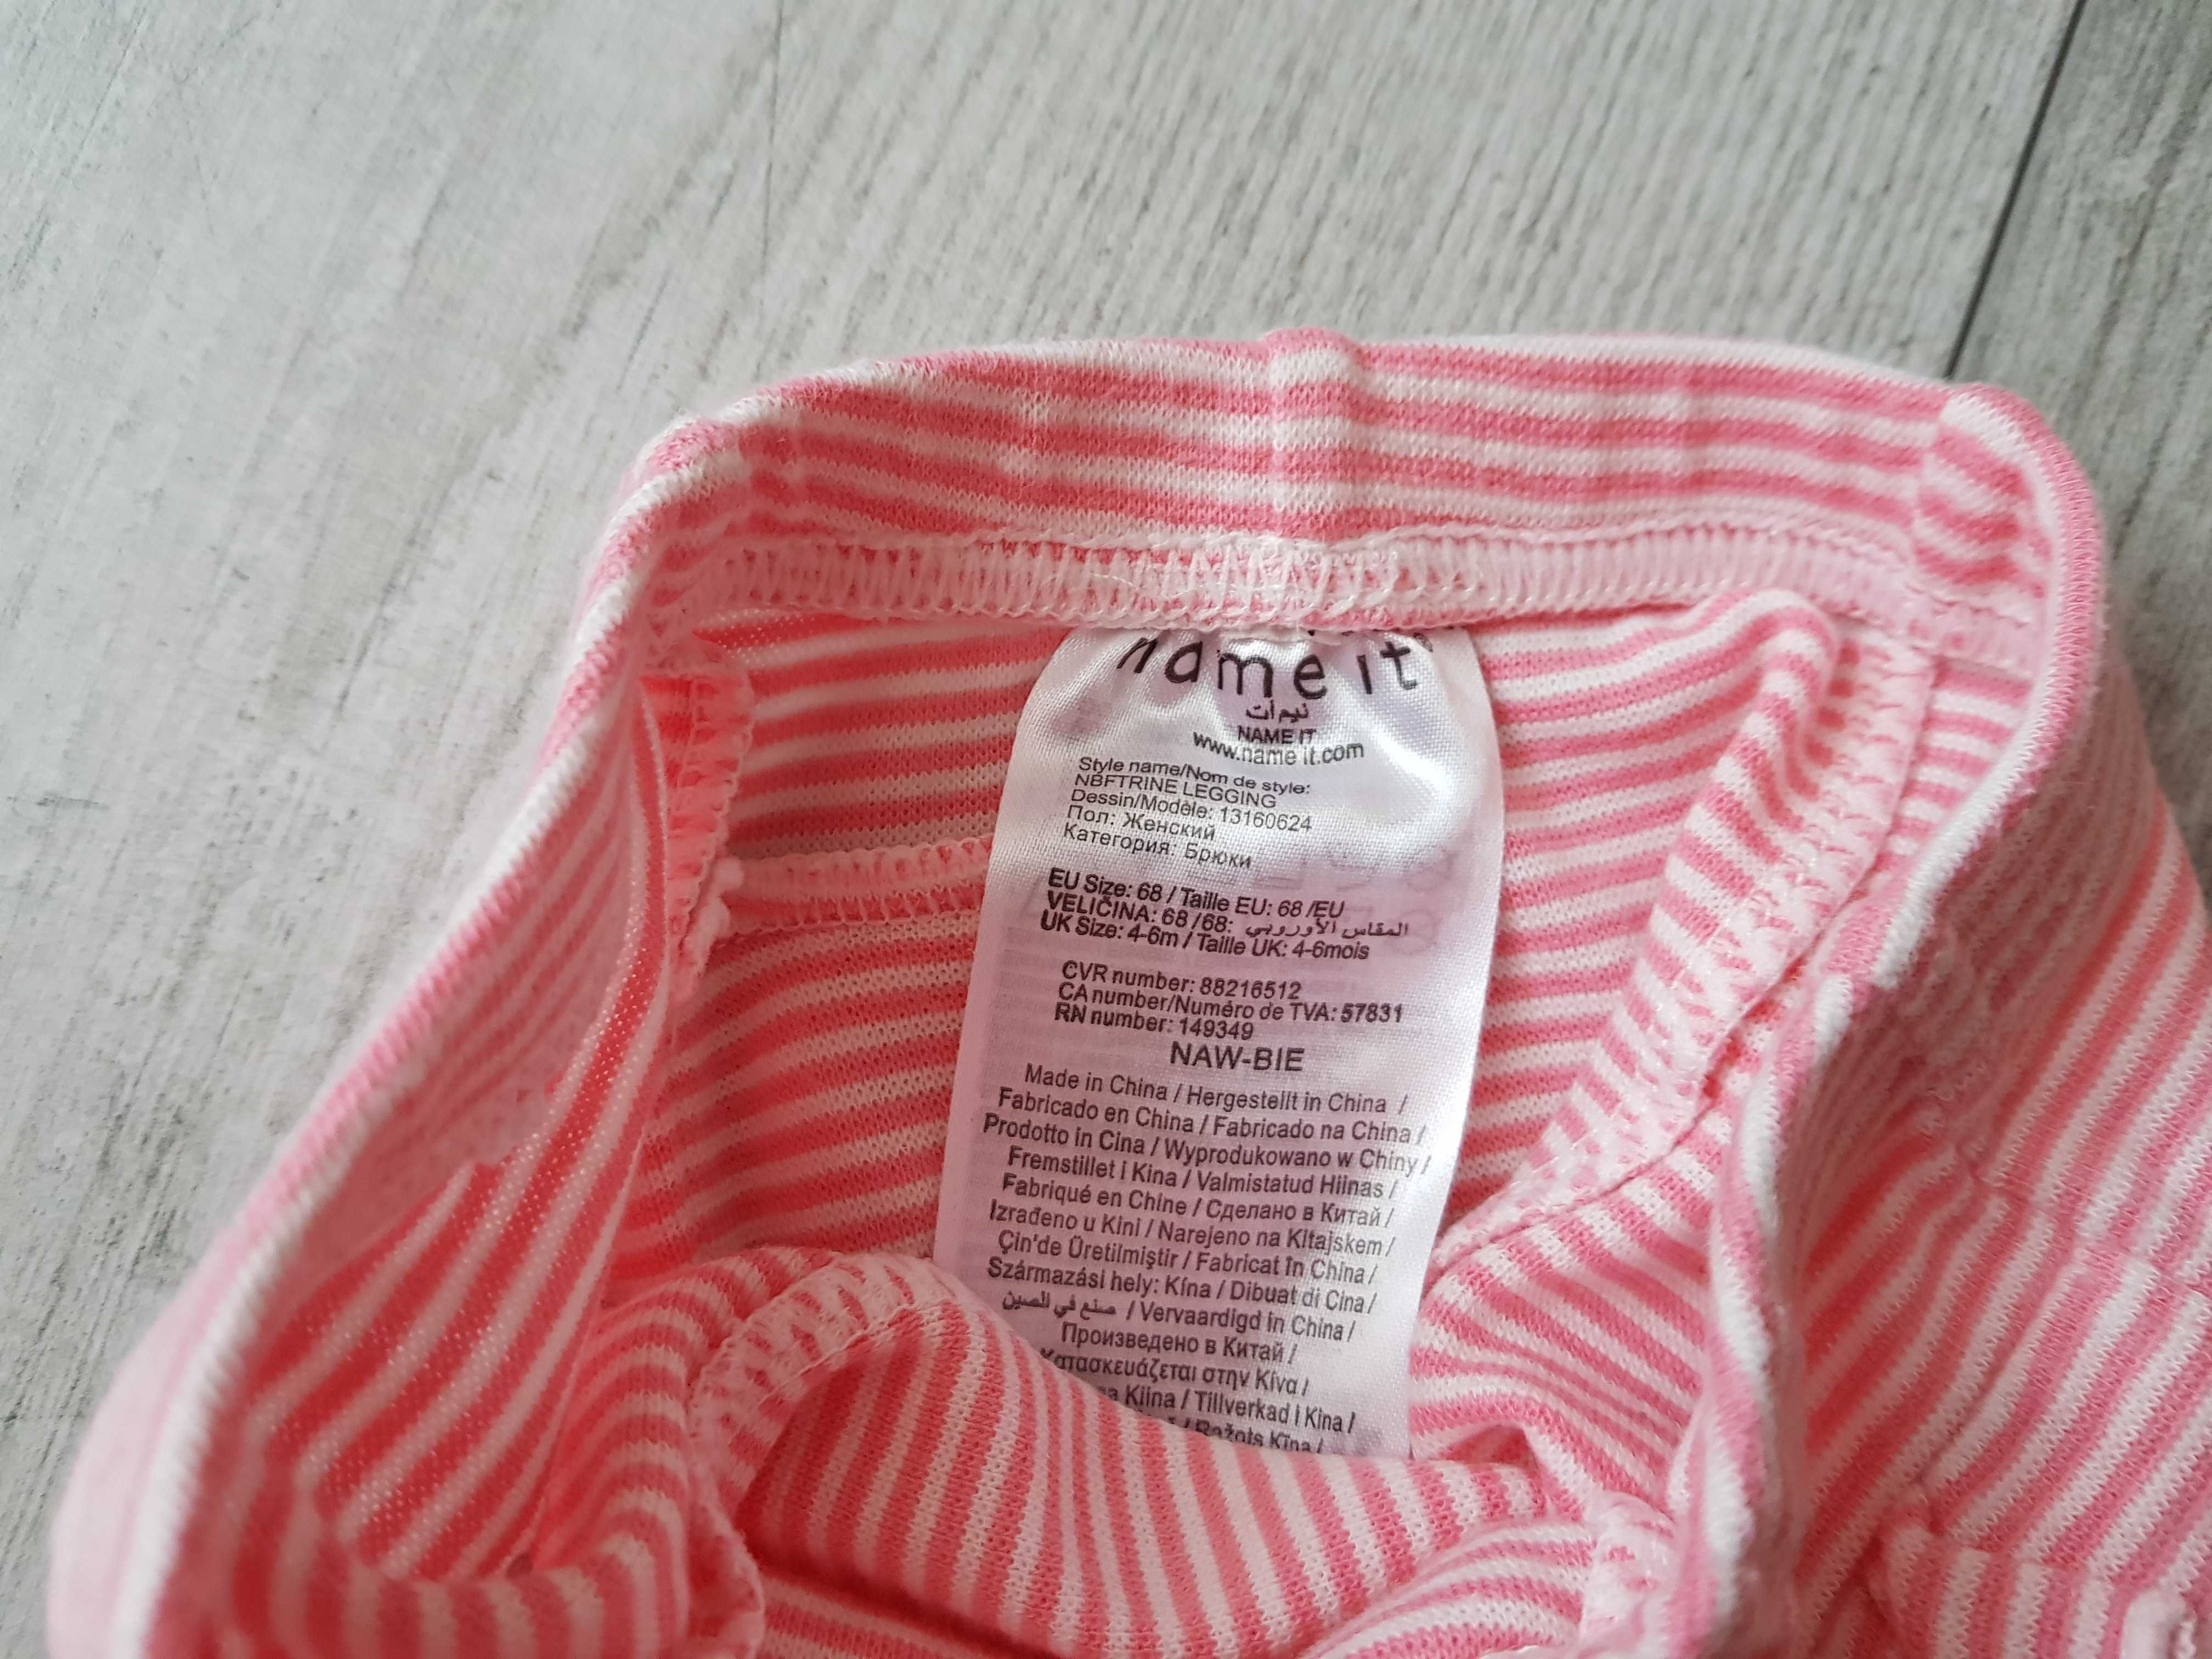 name it
نيم ات
NAME IT
www.name it.com
Style name/Nom de style:
NBFTRINE LEGGING
Dessin/Modèle: 13160624
Пол: Женский
Категория: Брюки
EU Size: 68 / Taille EU: 68 /EU
VELIČINA: 68 /68: المقاس الأوروبي
UK Size: 4-6m / Taille UK: 4-6mois
CVR number: 88216512
CA number/Numéro de TVA: 57831
RN number: 149349
NAW-BIE
Made in China / Hergestellt in China /
Fabricado en China / Fabricado na China /
Prodotto in Cina / Wyprodukowano w Chiny /
Fremstillet i Kina / Valmistatud Hiinas /
Fabriqué en Chine / Сделано в Китай /
Izrađeno u Kini / Narejeno na Kitajskem /
Çin'de Üretilmiştir / Fabricat în China /
Származási hely: Kína / Dibuat di Cina /
صنع في الصين / Vervaardigd in China /
Произведено в Китай /
Κατασκευάζεται στην Κίνα /
Kiina / Tillverkad i Kina /
/ Ražots Ķīna /